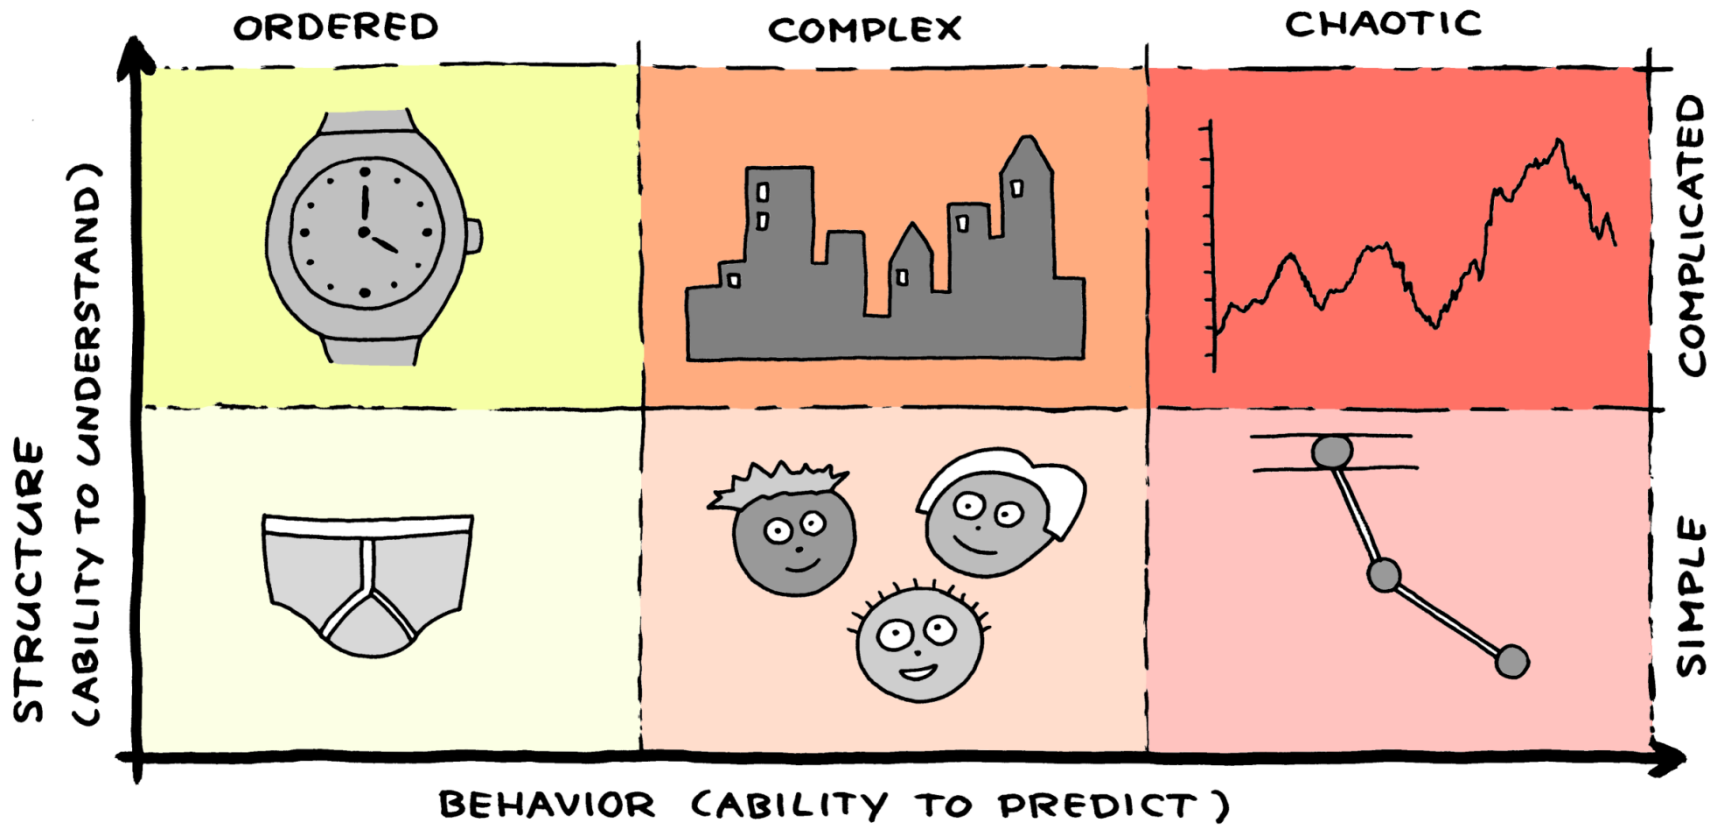 ORDERED
COMPLEX
CHAOTIC
STRUCTURE
(ABILITY TO UNDERSTAND)
COMPLICATED
SIMPLE
BEHAVIOR (ABILITY TO PREDICT)